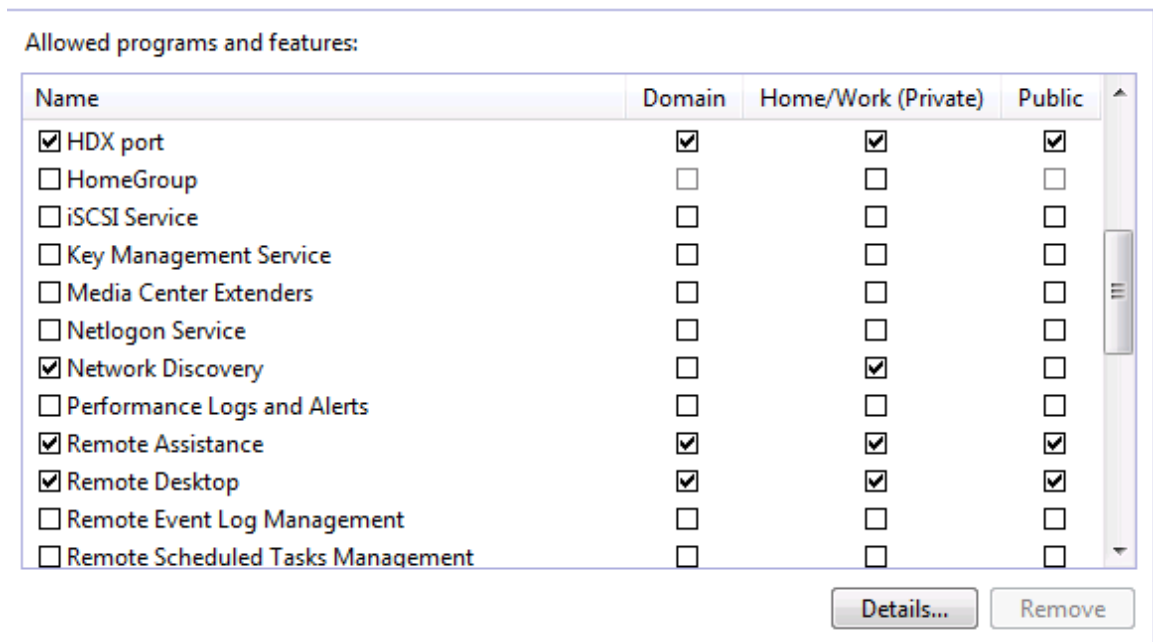 Allowed programs and features:
Name Domain Home/Work (Private) Public
HDX port
HomeGroup
iSCSI Service
Key Management Service
Media Center Extenders
Netlogon Service
Network Discovery
Performance Logs and Alerts
Remote Assistance
Remote Desktop
Remote Event Log Management
Remote Scheduled Tasks Management
Details... Remove